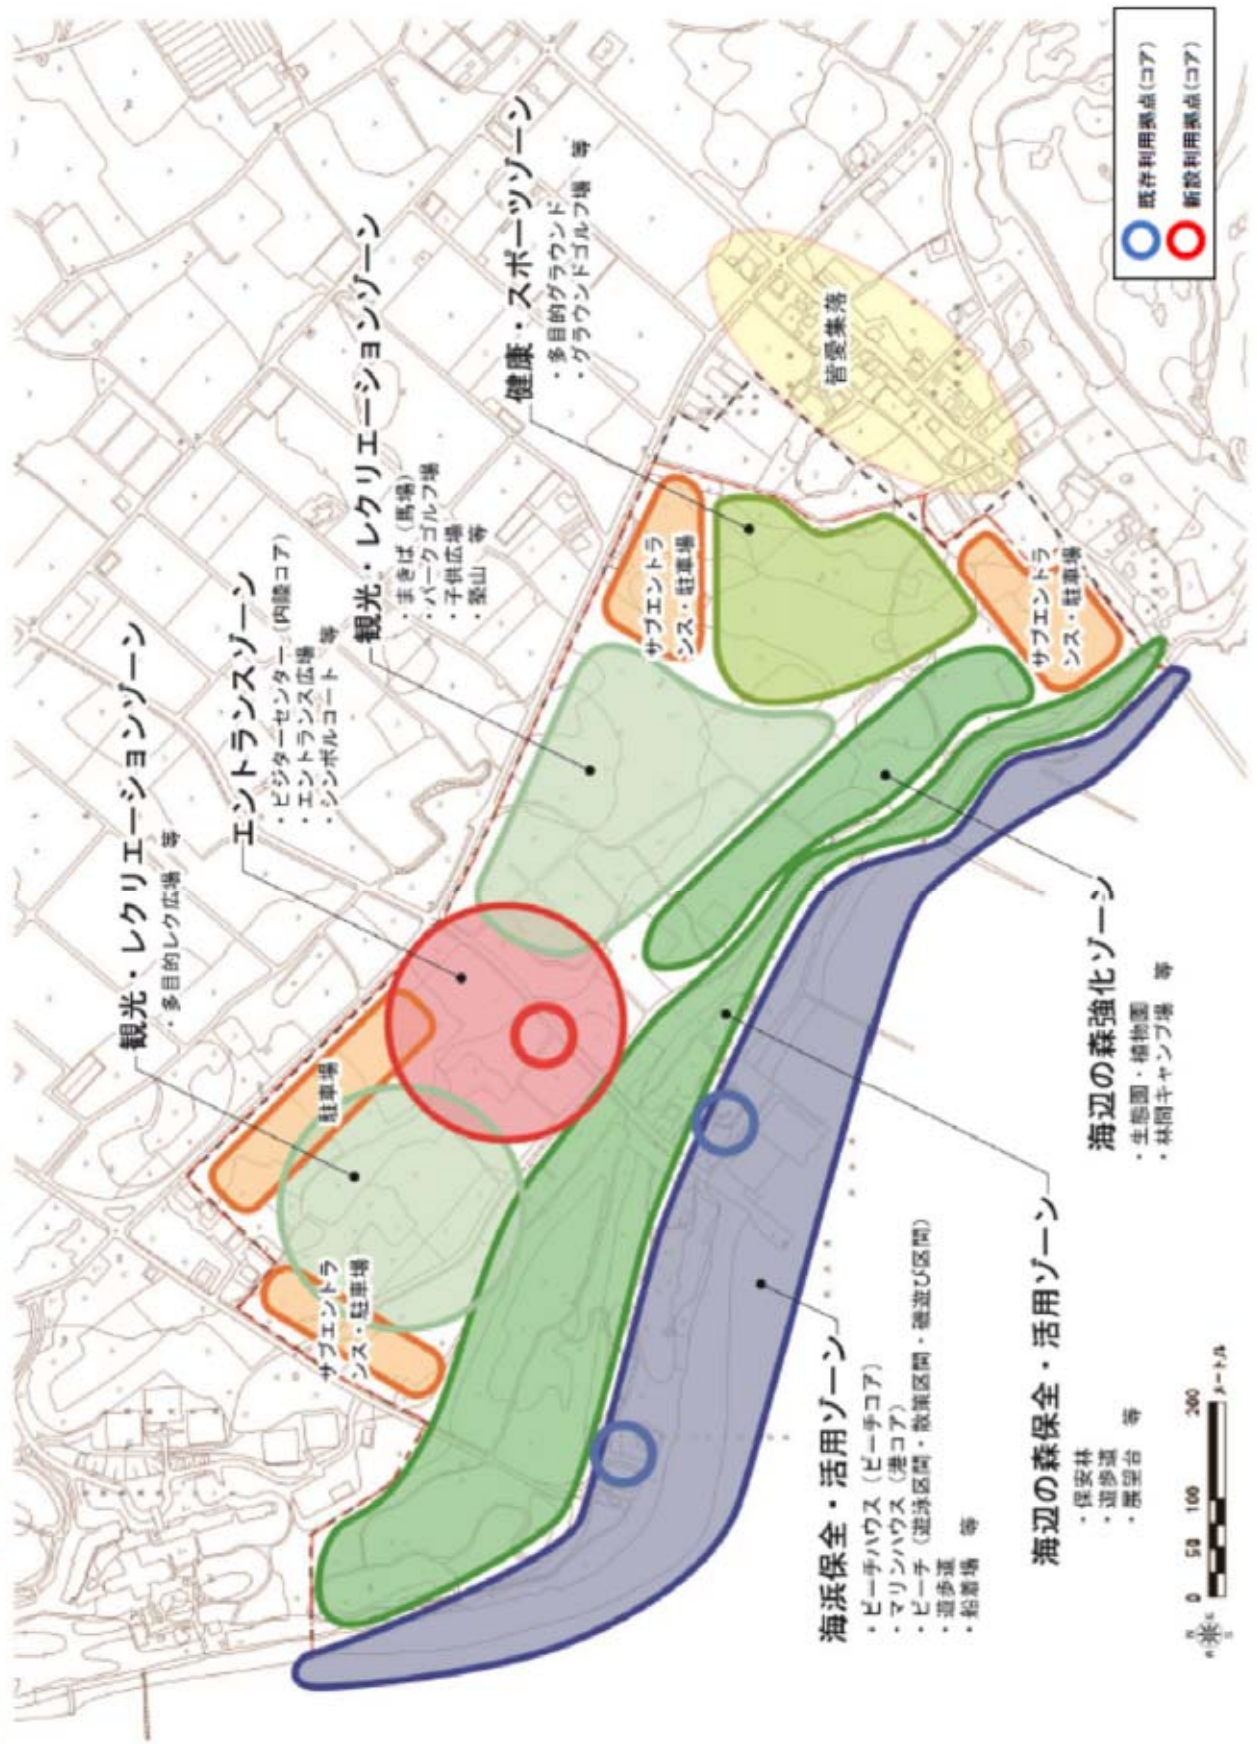 観光・レクリエーションゾーン
・多目的レク広場　等
エントランスゾーン
・ビジターセンター（内陸コア）
・エントランス広場
・シンボルコート　等
観光・レクリエーションゾーン
・まきば（馬場）
・パークゴルフ場
・子供広場
・築山　等
健康・スポーツゾーン
・多目的グラウンド
・グラウンドゴルフ場　等
サブエントラ
ンス・駐車場
駐車場
サブエントラ
ンス・駐車場
サブエントラ
ンス・駐車場
皆愛集落
海浜保全・活用ゾーン
・ビーチハウス（ビーチコア）
・マリンハウス（港コア）
・ビーチ（遊泳区間・散策区間・磯遊び区間）
・遊歩道
・船着場　等
海辺の森保全・活用ゾーン
・保安林
・遊歩道
・展望台　等
海辺の森強化ゾーン
・生態園・植物園
・林間キャンプ場　等
既存利用拠点（コア）
新設利用拠点（コア）
0 50 100 200
メートル